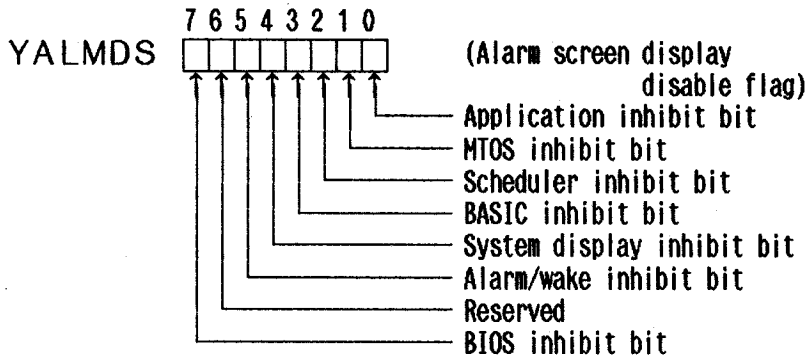 7 6 5 4 3 2 1 0
YALMDS (Alarm screen display
disable flag)
Application inhibit bit
MTOS inhibit bit
Scheduler inhibit bit
BASIC inhibit bit
System display inhibit bit
Alarm/wake inhibit bit
Reserved
BIOS inhibit bit